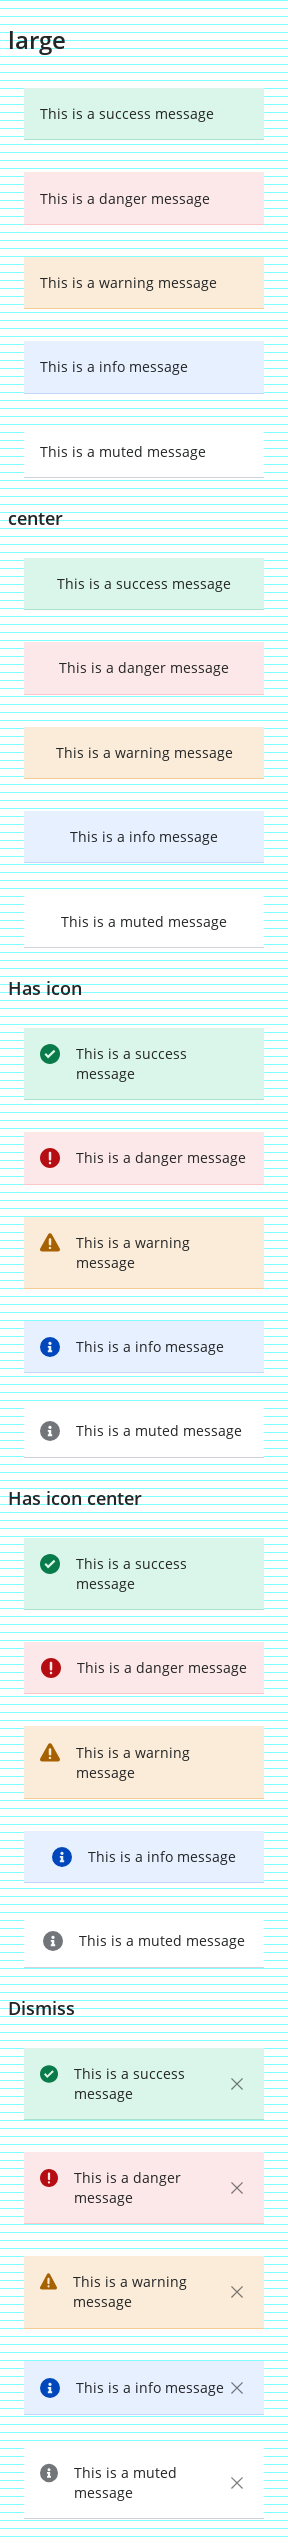 large
This is a success message
This is a danger message
This is a warning message
This is a info message
This is a muted message
center
This is a success message
This is a danger message
This is a warning message
This is a info message
This is a muted message
Has icon
This is a success
message
This is a danger message
This is a warning
message
This is a info message
This is a muted message
Has icon center
This is a success
message
This is a danger message
This is a warning
message
This is a info message
This is a muted message
Dismiss
This is a success
message
This is a danger
message
This is a warning
message
This is a info message
This is a muted
message